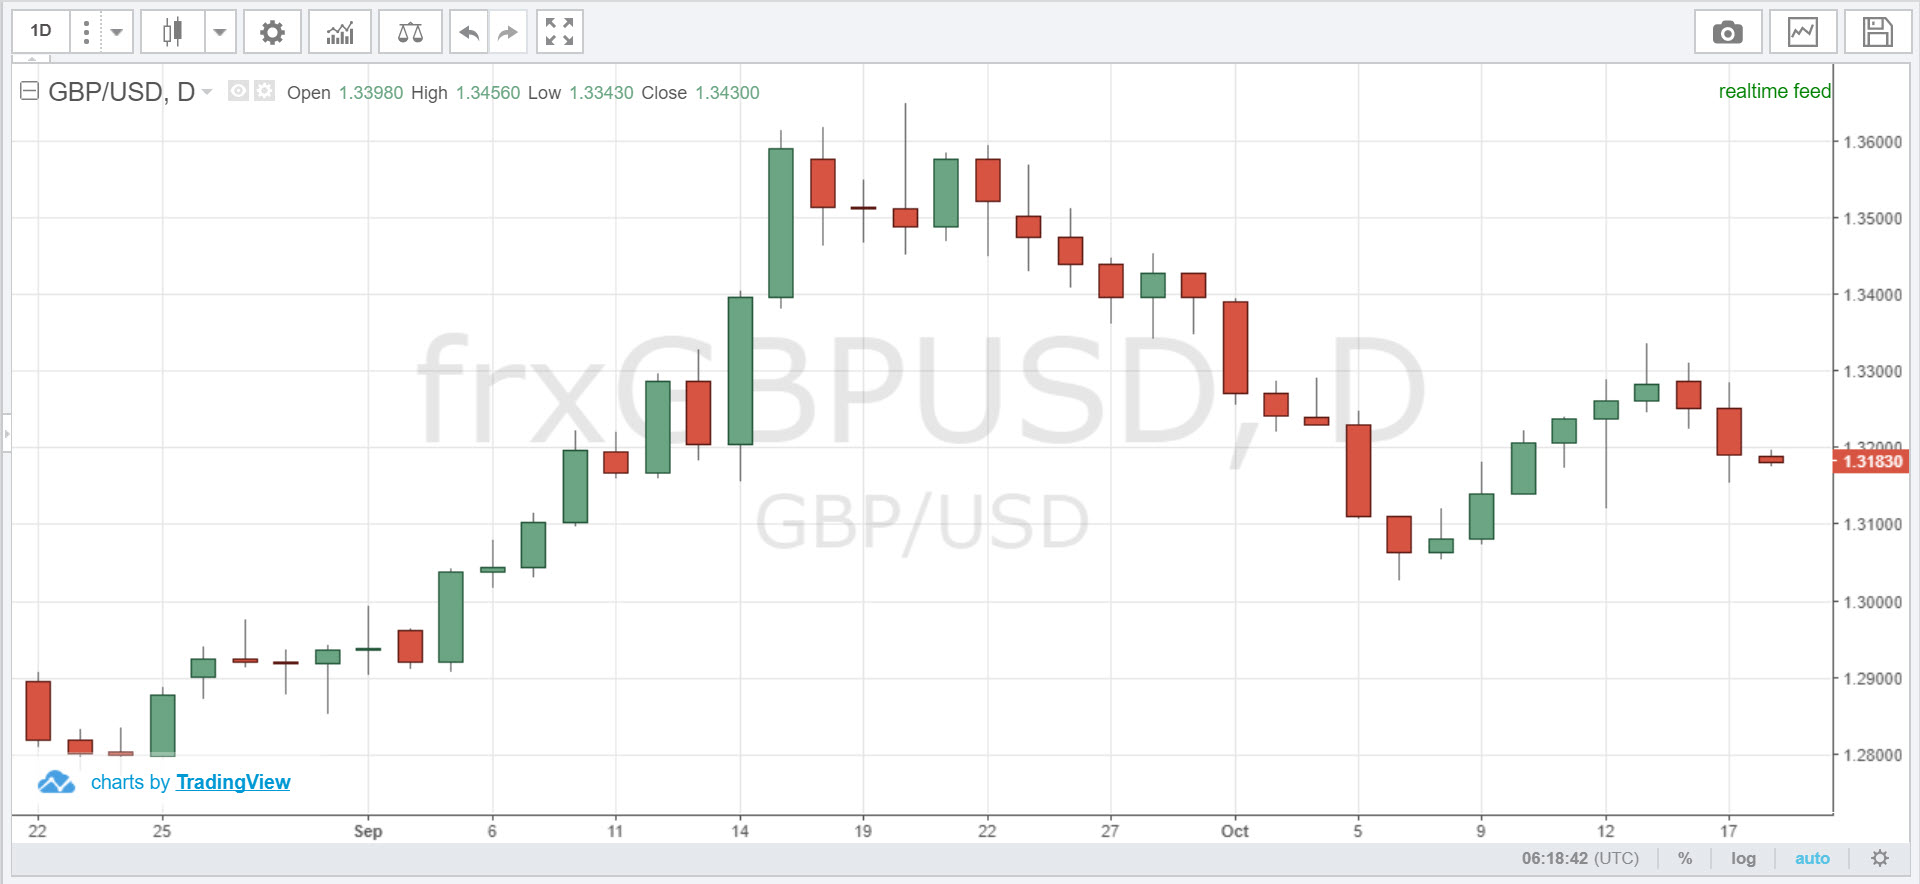 1D
GBP/USD, D Open 1.33980 High 1.34560 Low 1.33430 Close 1.34300
realtime feed
1.36000
1.35000
1.34000
1.33000
1.32000
1.31830
1.31000
1.30000
1.29000
1.28000
frxGBPUSD, D
GBP/USD
charts by TradingView
22 25 Sep 6 11 14 19 22 27 Oct 5 9 12 17
06:18:42 (UTC) % log auto